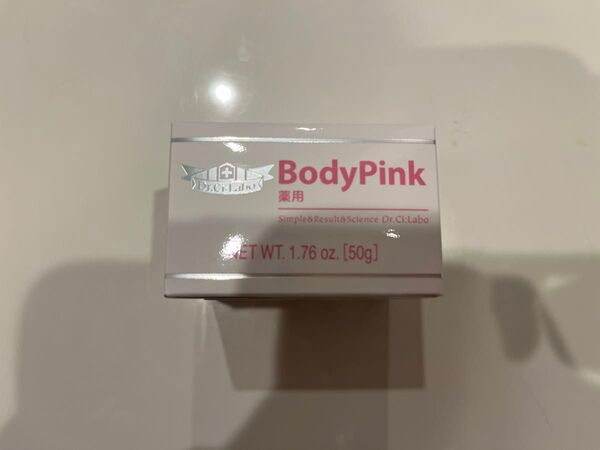 Dr.Ci:Labo
BodyPink
薬用
Simple&Result&Science Dr.Ci:Labo
NET WT. 1.76 oz. [50g]